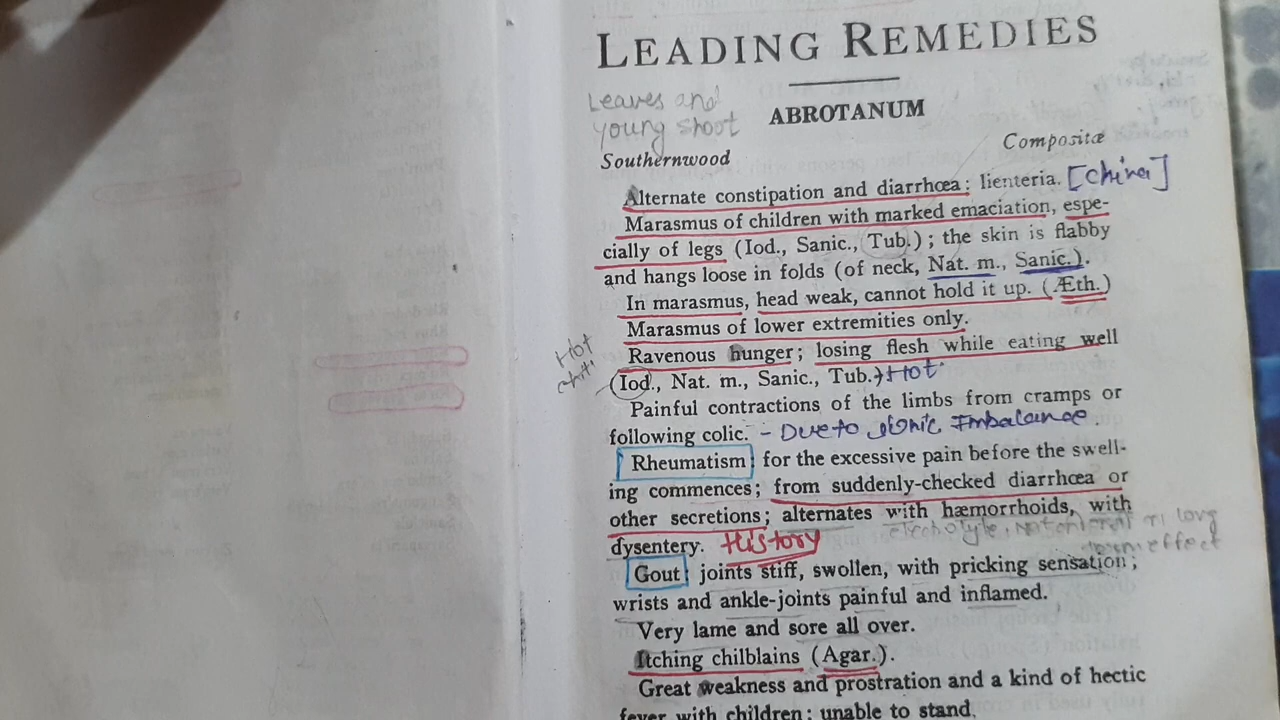 LEADING REMEDIES
Leaves and
young shoot
ABROTANUM
Southernwood
Compositæ
Alternate constipation and diarrhœa; lienteria. [China]
Marasmus of children with marked emaciation, espe-
cially of legs (Iod., Sanic., Tub.); the skin is flabby
and hangs loose in folds (of neck, Nat. m., Sanic.).
In marasmus, head weak, cannot hold it up. (Æth.)
Marasmus of lower extremities only.
Ravenous hunger; losing flesh while eating well
Hot
(Iod., Nat. m., Sanic., Tub.) Hot
Painful contractions of the limbs from cramps or
following colic. - Due to ionic Imbalance
Rheumatism: for the excessive pain before the swell-
ing commences; from suddenly-checked diarrhœa or
other secretions; alternates with hæmorrhoids, with
dysentery. History
long
effect
Gout: joints stiff, swollen, with pricking sensation;
wrists and ankle-joints painful and inflamed.
Very lame and sore all over.
Itching chilblains (Agar.).
Great weakness and prostration and a kind of hectic
fever with children; unable to stand.